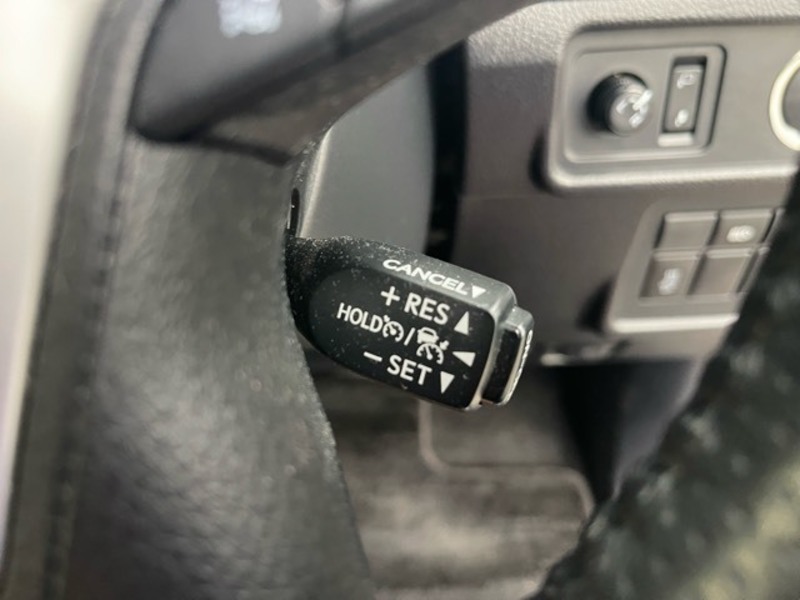 CANCEL▼
+ RES ▲
HOLD /
− SET ▼